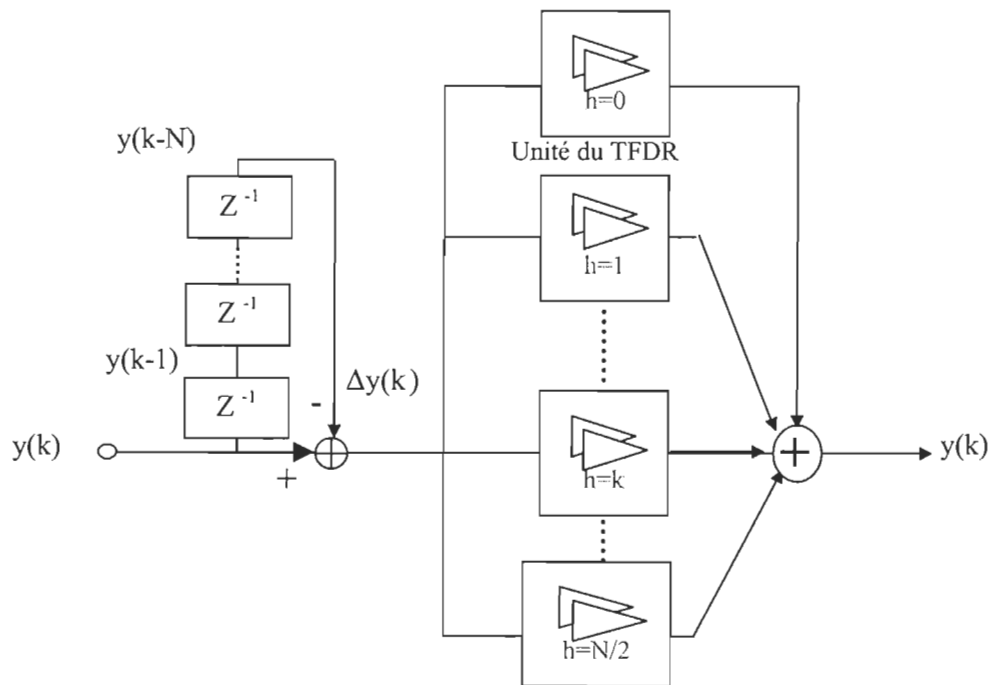 h=0
Unité du TFDR
y(k-N)
Z⁻¹
h=1
Z⁻¹
y(k-1)
Δy(k)
Z⁻¹
-
h=k
y(k)
+
+
y(k)
h=N/2